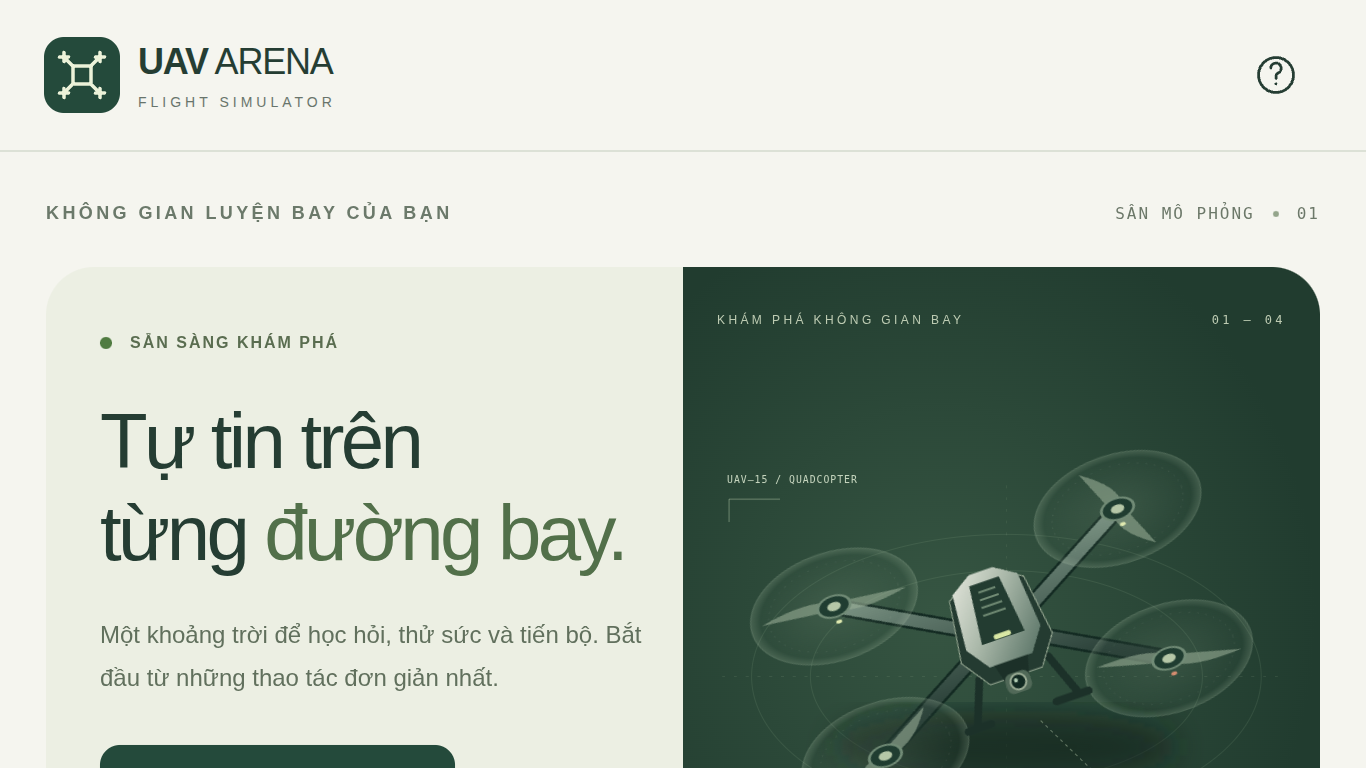 UAV ARENA
FLIGHT SIMULATOR
KHÔNG GIAN LUYỆN BAY CỦA BẠN
SÂN MÔ PHỎNG • 01
SẴN SÀNG KHÁM PHÁ
Tự tin trên
từng đường bay.
Một khoảng trời để học hỏi, thử sức và tiến bộ. Bắt
đầu từ những thao tác đơn giản nhất.
KHÁM PHÁ KHÔNG GIAN BAY
01 — 04
UAV—15 / QUADCOPTER